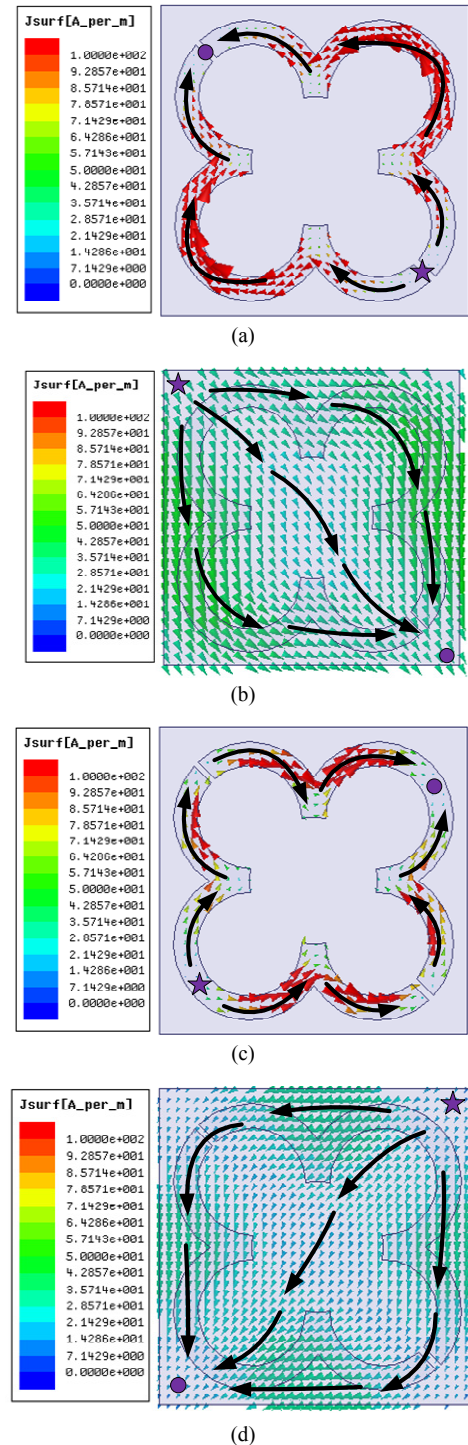 Jsurf[A_per_m]
1.0000e+002
9.2857e+001
8.5714e+001
7.8571e+001
7.1429e+001
6.4286e+001
5.7143e+001
5.0000e+001
4.2857e+001
3.5714e+001
2.8571e+001
2.1429e+001
1.4286e+001
7.1429e+000
0.0000e+000
(a)
Jsurf[A_per_m]
1.0000e+002
9.2857e+001
8.5714e+001
7.8571e+001
7.1429e+001
6.4286e+001
5.7143e+001
5.0000e+001
4.2857e+001
3.5714e+001
2.8571e+001
2.1429e+001
1.4286e+001
7.1429e+000
0.0000e+000
(b)
Jsurf[A_per_m]
1.0000e+002
9.2857e+001
8.5714e+001
7.8571e+001
7.1429e+001
6.4286e+001
5.7143e+001
5.0000e+001
4.2857e+001
3.5714e+001
2.8571e+001
2.1429e+001
1.4286e+001
7.1429e+000
0.0000e+000
(c)
Jsurf[A_per_m]
1.0000e+002
9.2857e+001
8.5714e+001
7.8571e+001
7.1429e+001
6.4286e+001
5.7143e+001
5.0000e+001
4.2857e+001
3.5714e+001
2.8571e+001
2.1429e+001
1.4286e+001
7.1429e+000
0.0000e+000
(d)